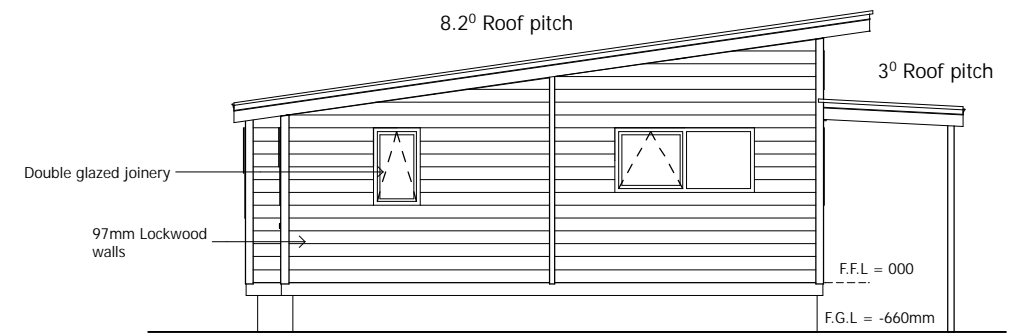 8.2⁰ Roof pitch
3⁰ Roof pitch
Double glazed joinery
97mm Lockwood
walls
F.F.L = 000
F.G.L = -660mm